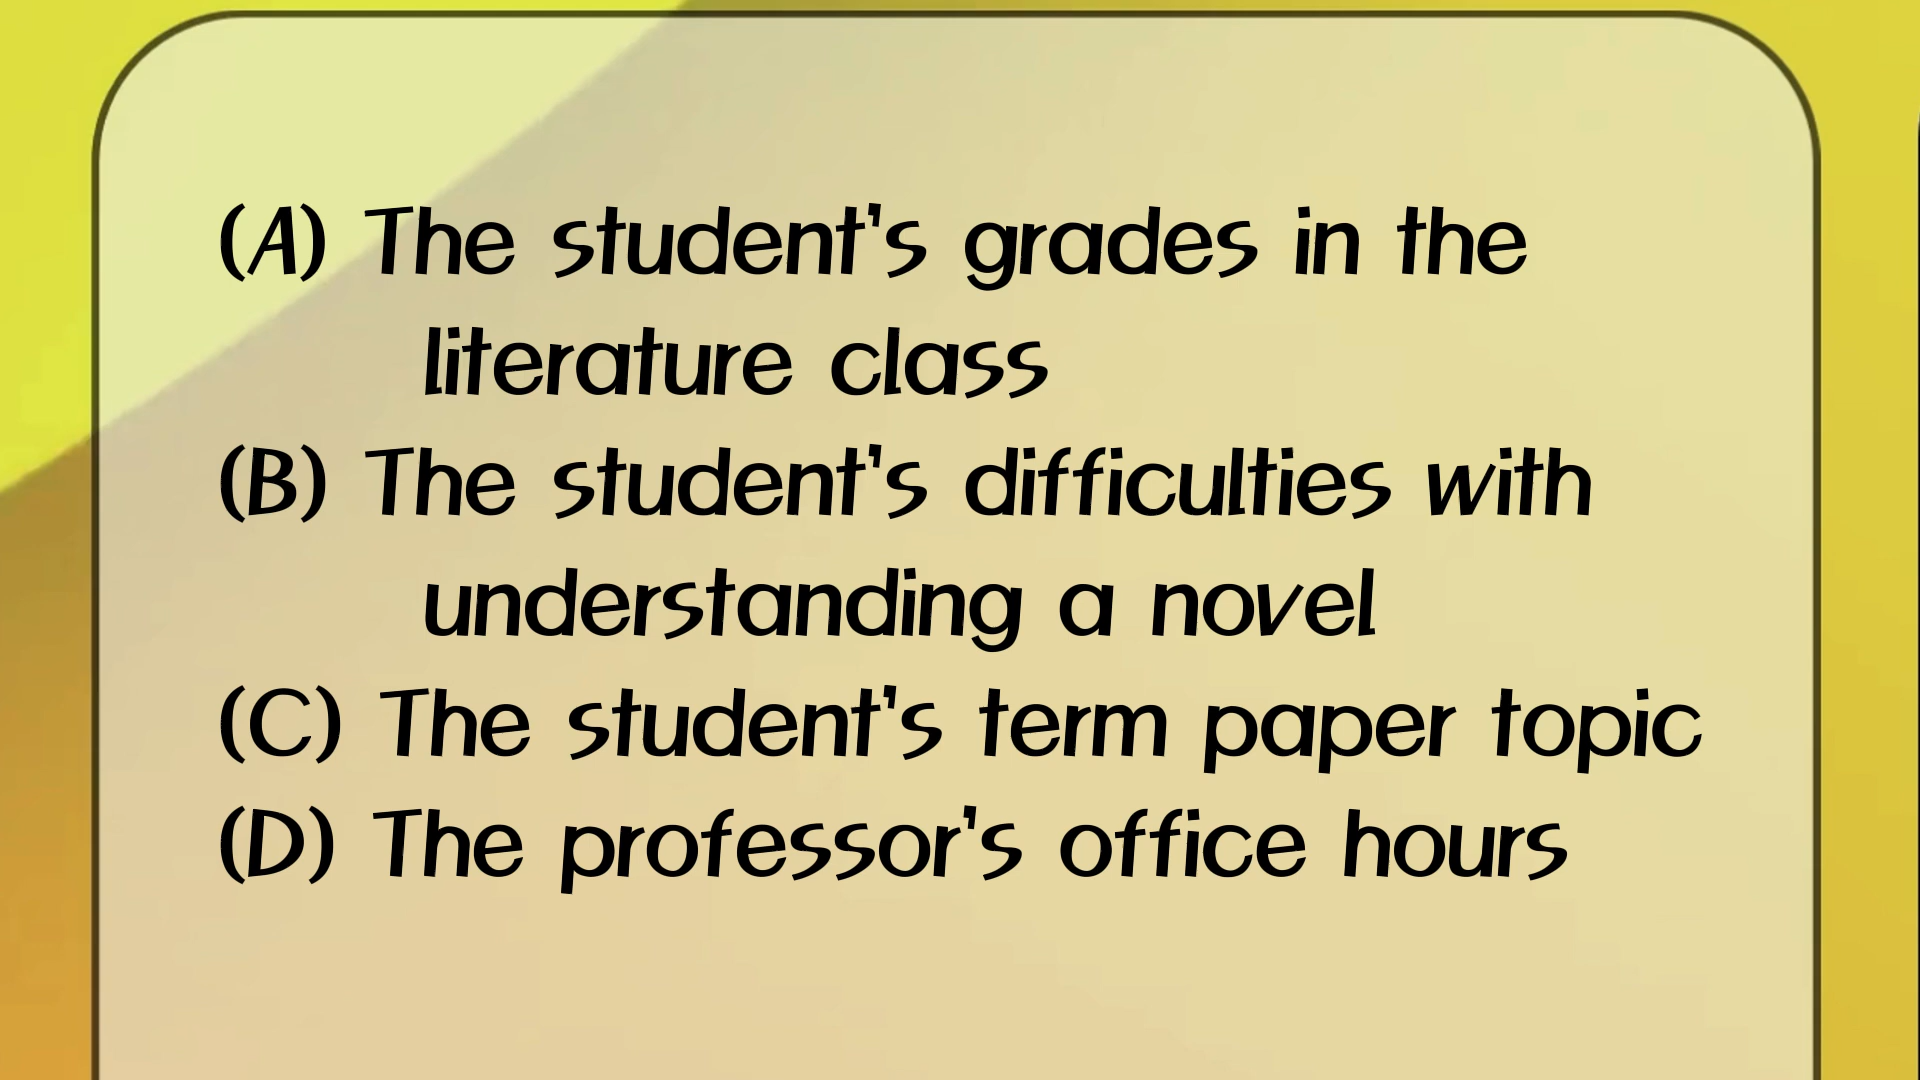 (A) The student's grades in the
literature class
(B) The student's difficulties with
understanding a novel
(C) The student's term paper topic
(D) The professor's office hours